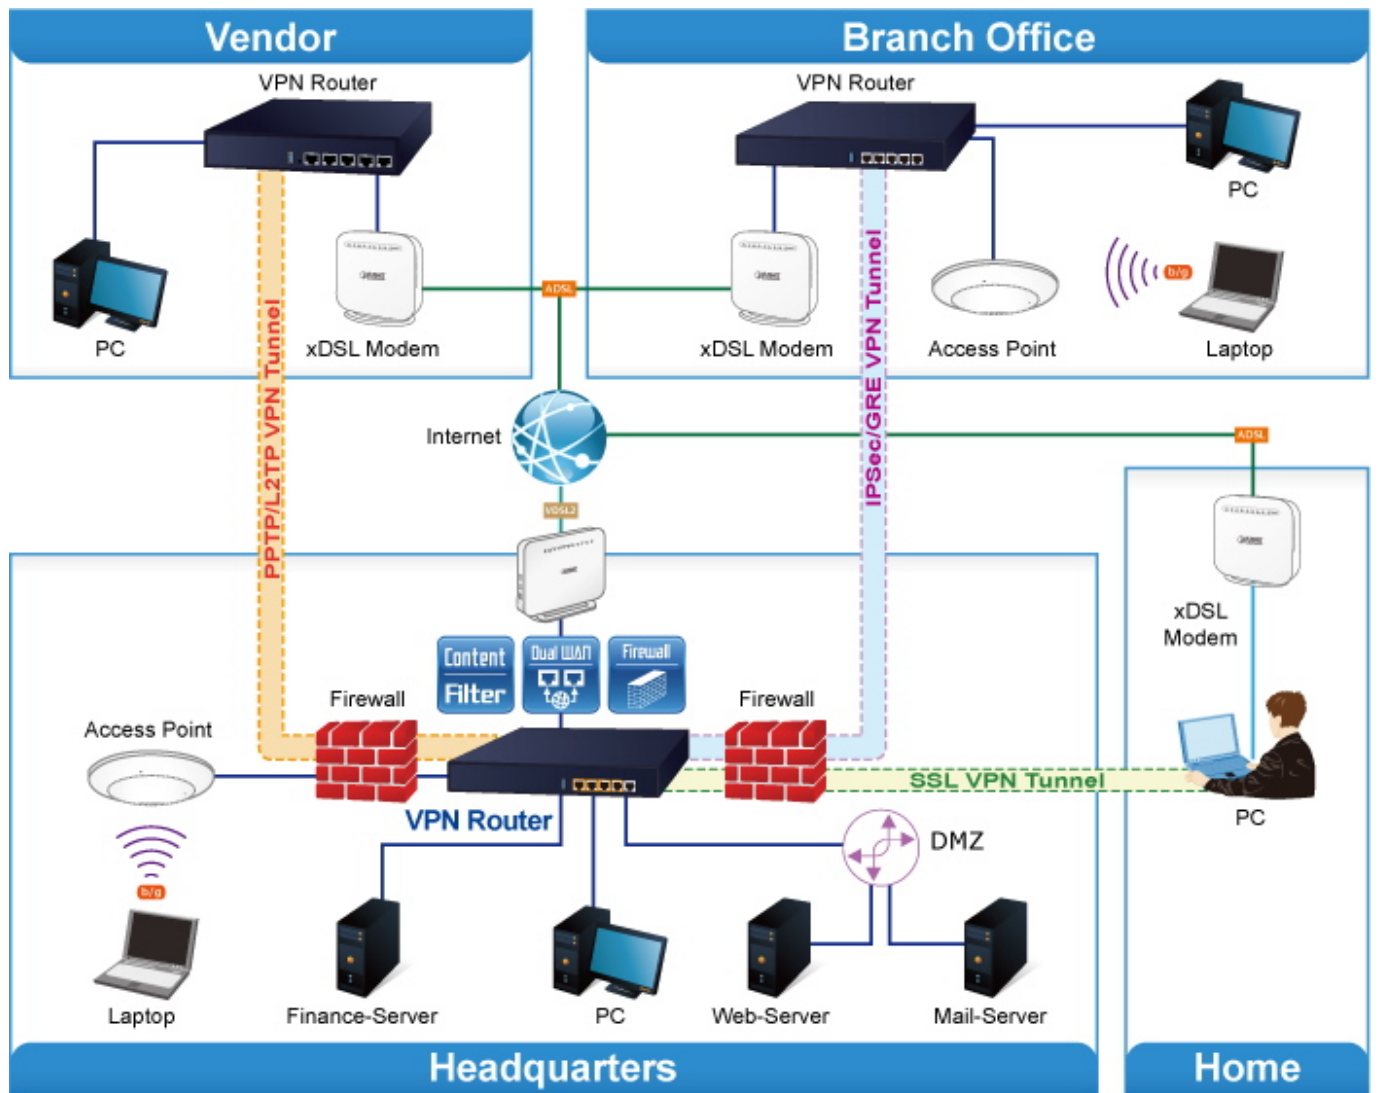 Vendor
Branch Office
VPN Router
VPN Router
PC
PC
xDSL Modem
ADSL
xDSL Modem
Access Point
b/g
Laptop
PPTP/L2TP VPN Tunnel
IPSec/GRE VPN Tunnel
Internet
ADSL
VDSL2
xDSL
Modem
Content
Filter
Dual WAN
Firewall
Firewall
Firewall
Access Point
VPN Router
SSL VPN Tunnel
PC
DMZ
b/g
Laptop
Finance-Server
PC
Web-Server
Mail-Server
Headquarters
Home